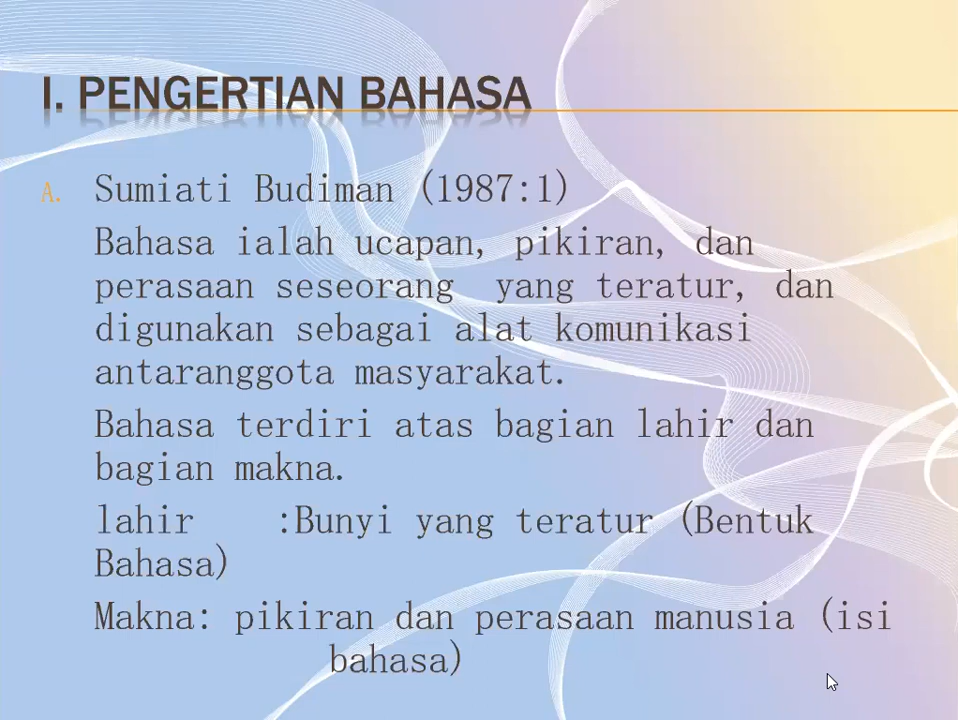 I. PENGERTIAN BAHASA
A. Sumiati Budiman (1987:1)
Bahasa ialah ucapan, pikiran, dan
perasaan seseorang yang teratur, dan
digunakan sebagai alat komunikasi
antaranggota masyarakat.
Bahasa terdiri atas bagian lahir dan
bagian makna.
lahir :Bunyi yang teratur (Bentuk
Bahasa)
Makna: pikiran dan perasaan manusia (isi
bahasa)